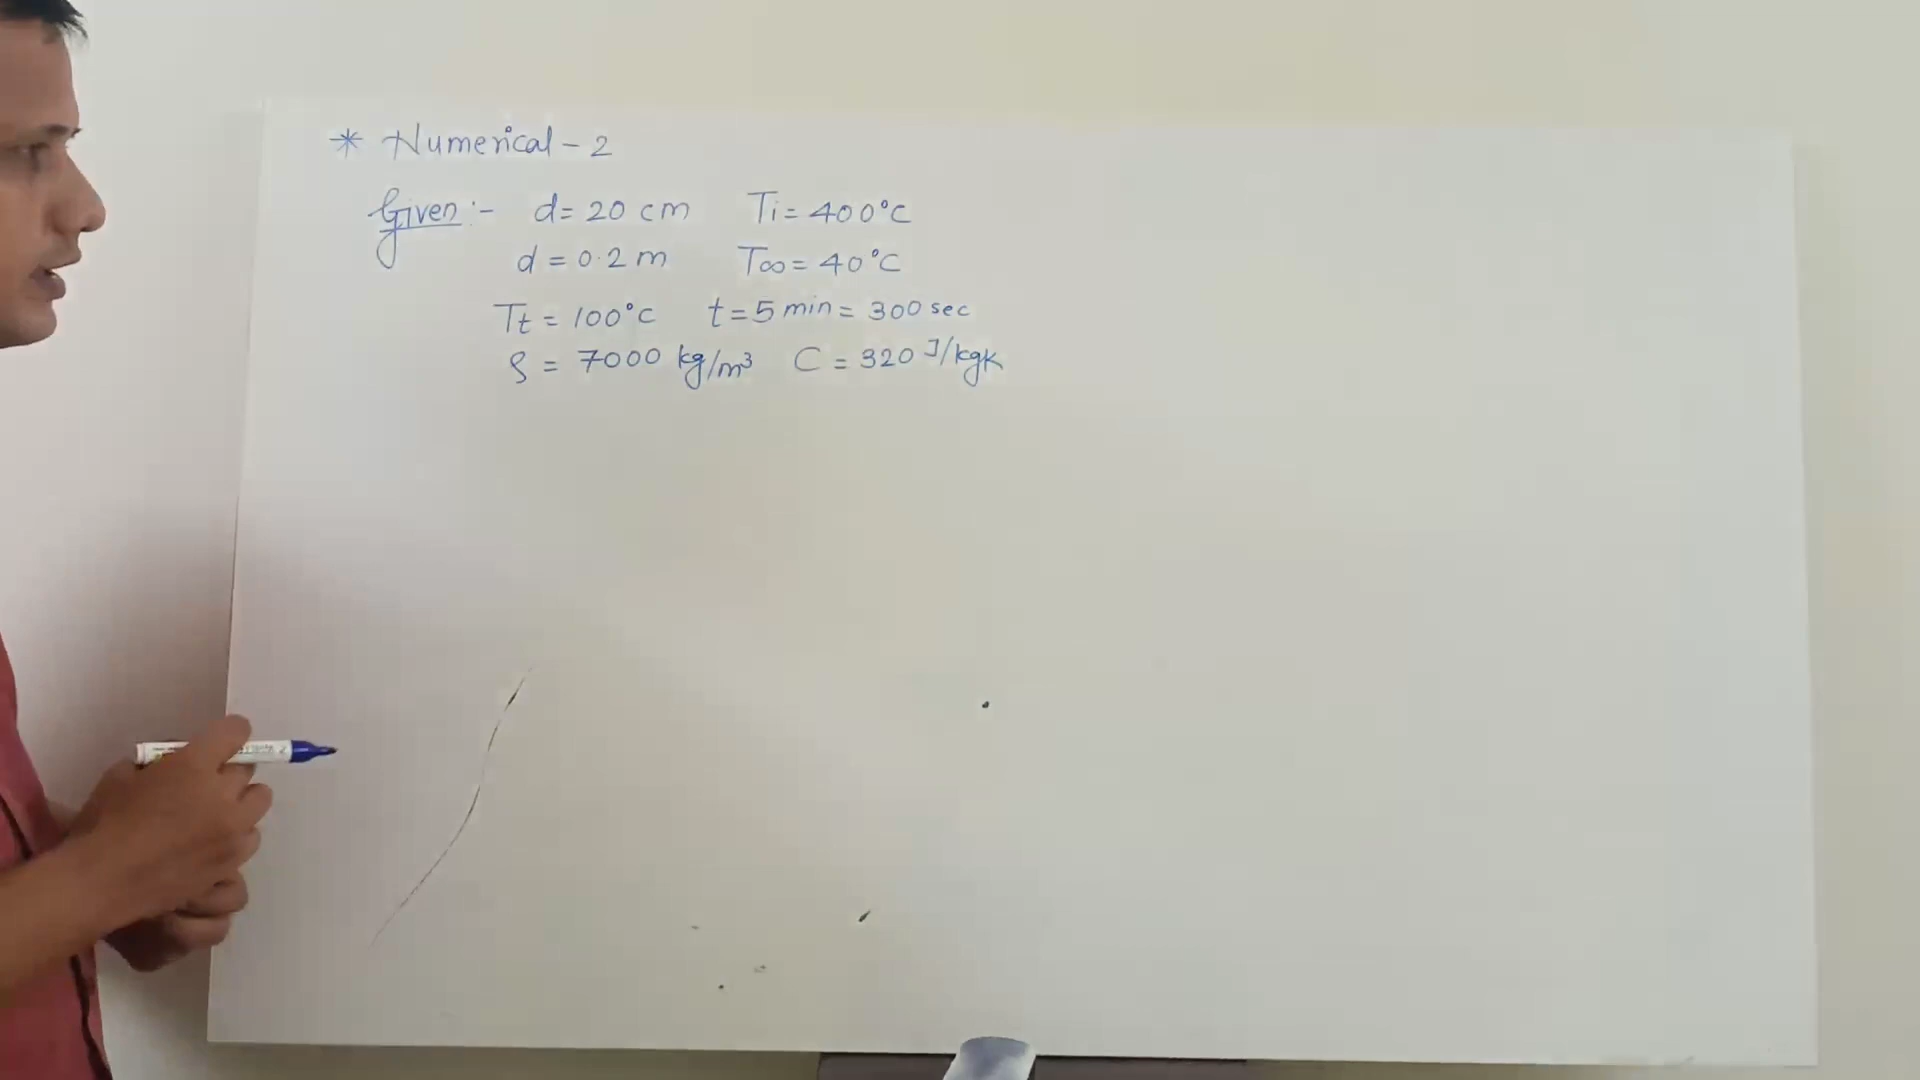 * Numerical - 2
Given :- d = 20 cm Ti = 400°C
d = 0.2 m T∞ = 40°C
Tt = 100°C t = 5 min = 300 sec
ρ = 7000 kg/m³ C = 320 J/kgK